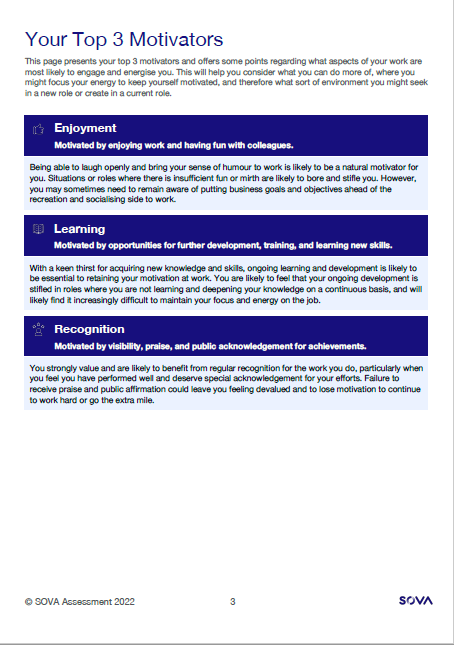 Your Top 3 Motivators
This page presents your top 3 motivators and offers some points regarding what aspects of your work are
most likely to engage and energise you. This will help you consider what you can do more of, where you
might focus your energy to keep yourself motivated, and therefore what sort of environment you might seek
in a new role or create in a current role.
Enjoyment
Motivated by enjoying work and having fun with colleagues.
Being able to laugh openly and bring your sense of humour to work is likely to be a natural motivator for
you. Situations or roles where there is insufficient fun or mirth are likely to bore and stifle you. However,
you may sometimes need to remain aware of putting business goals and objectives ahead of the
recreation and socialising side to work.
Learning
Motivated by opportunities for further development, training, and learning new skills.
With a keen thirst for acquiring new knowledge and skills, ongoing learning and development is likely to
be essential to retaining your motivation at work. You are likely to feel that your ongoing development is
stifled in roles where you are not learning and deepening your knowledge on a continuous basis, and will
likely find it increasingly difficult to maintain your focus and energy on the job.
Recognition
Motivated by visibility, praise, and public acknowledgement for achievements.
You strongly value and are likely to benefit from regular recognition for the work you do, particularly when
you feel you have performed well and deserve special acknowledgement for your efforts. Failure to
receive praise and public affirmation could leave you feeling devalued and to lose motivation to continue
to work hard or go the extra mile.
© SOVA Assessment 2022
3
SOVA